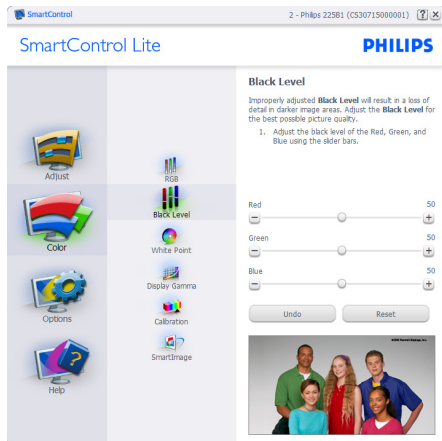 SmartControl
2 - Philips 225B1 (CS30715000001)
SmartControl Lite
PHILIPS
Adjust
Color
Options
Help
RGB
Black Level
White Point
Display Gamma
Calibration
SmartImage
Black Level
Improperly adjusted Black Level will result in a loss of
detail in darker image areas. Adjust the Black Level for
the best possible picture quality.
1. Adjust the black level of the Red, Green, and
Blue using the slider bars.
Red 50
Green 50
Blue 50
Undo Reset